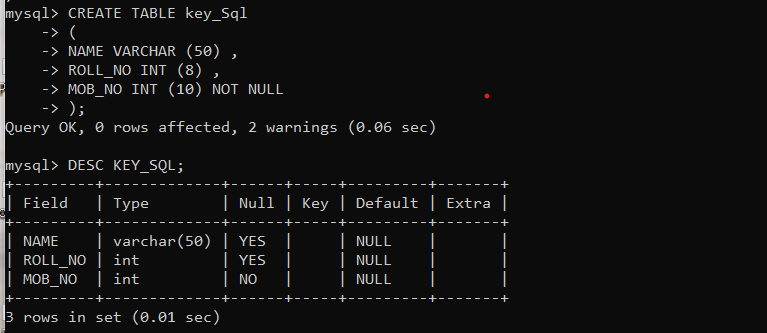 mysql> CREATE TABLE key_Sql
    -> (
    -> NAME VARCHAR (50) ,
    -> ROLL_NO INT (8) ,
    -> MOB_NO INT (10) NOT NULL
    -> );
Query OK, 0 rows affected, 2 warnings (0.06 sec)
mysql> DESC KEY_SQL;
+---------+-------------+------+-----+---------+-------+
| Field   | Type        | Null | Key | Default | Extra |
+---------+-------------+------+-----+---------+-------+
| NAME    | varchar(50) | YES  |     | NULL    |       |
| ROLL_NO | int         | YES  |     | NULL    |       |
| MOB_NO  | int         | NO   |     | NULL    |       |
+---------+-------------+------+-----+---------+-------+
3 rows in set (0.01 sec)